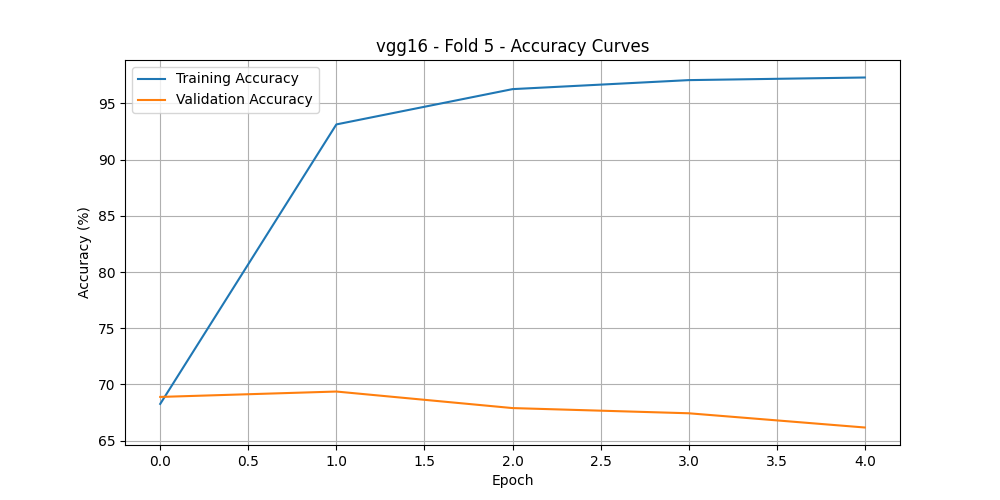 vgg16 - Fold 5 - Accuracy Curves
Training Accuracy
Validation Accuracy
Accuracy (%)
95
90
85
80
75
70
65
0.0 0.5 1.0 1.5 2.0 2.5 3.0 3.5 4.0
Epoch